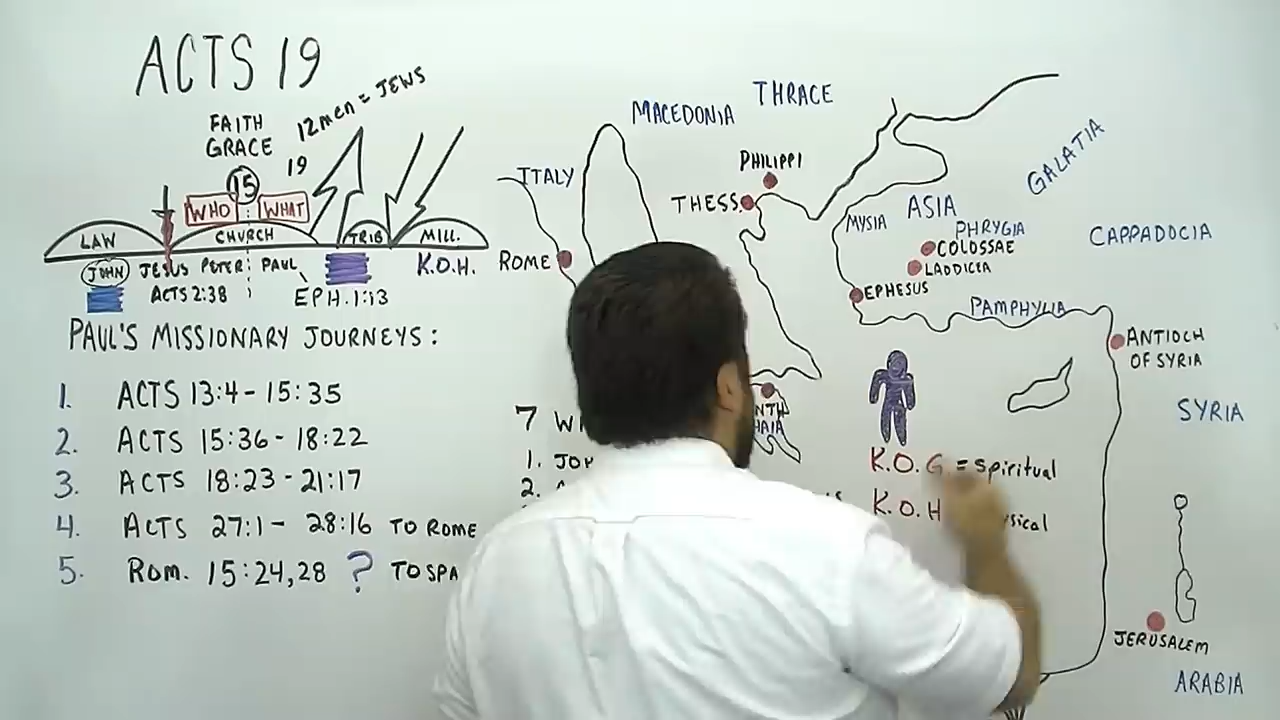 ACTS 19
FAITH
GRACE
12 men = JEWS
19
15
WHO
WHAT
LAW
CHURCH
TRIB
MILL.
JOHN
JESUS
PETER
PAUL
K.O.H.
ACTS 2:38
EPH. 1:13
PAUL'S MISSIONARY JOURNEYS:
1. ACTS 13:4 - 15:35
2. ACTS 15:36 - 18:22
3. ACTS 18:23 - 21:17
4. ACTS 27:1 - 28:16 TO ROME
5. Rom. 15:24,28 ? TO SPA
7
1.
2.
MACEDONIA
THRACE
ITALY
PHILIPPI
THESS.
ROME
MYSIA
ASIA
GALATIA
PHRYGIA
COLOSSAE
LAODICEA
CAPPADOCIA
EPHESUS
PAMPHYLIA
ANTIOCH
OF SYRIA
SYRIA
K.O.G = spiritual
K.O.H
JERUSALEM
ARABIA